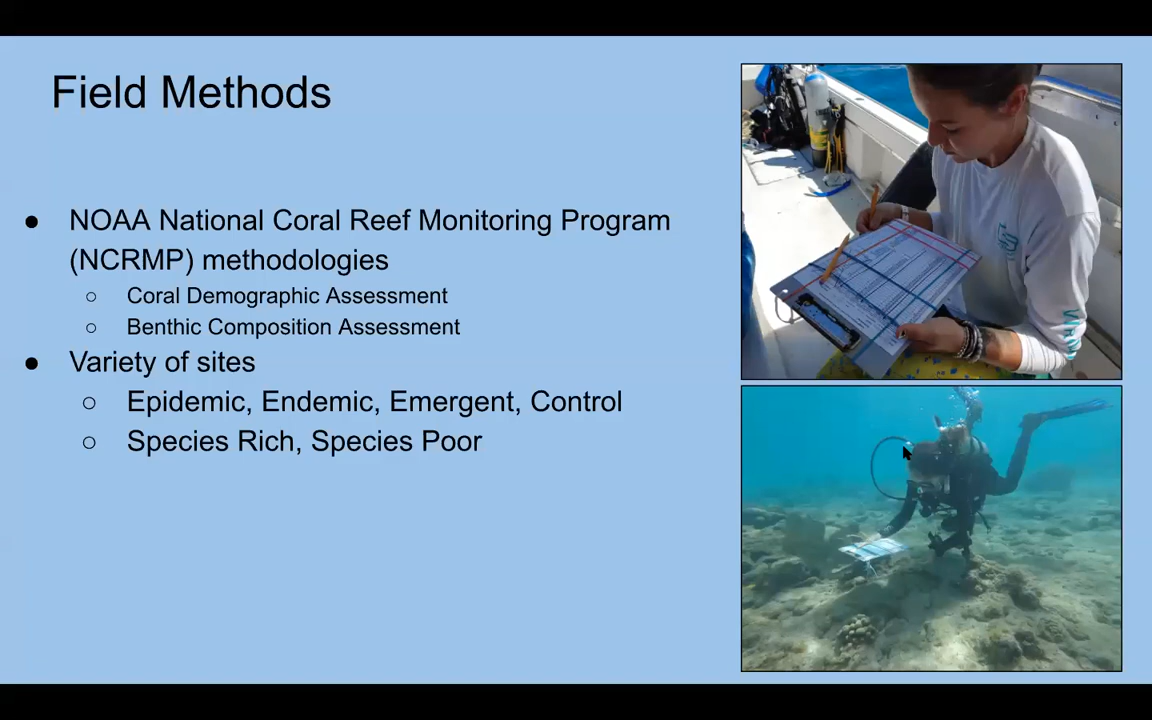 Field Methods
● NOAA National Coral Reef Monitoring Program
(NCRMP) methodologies
○ Coral Demographic Assessment
○ Benthic Composition Assessment
● Variety of sites
○ Epidemic, Endemic, Emergent, Control
○ Species Rich, Species Poor